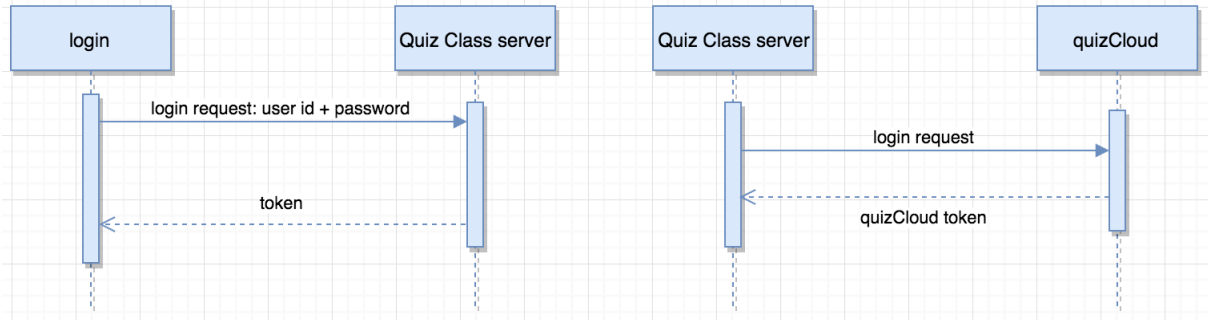 login
Quiz Class server
Quiz Class server
quizCloud
login request: user id + password
token
login request
quizCloud token